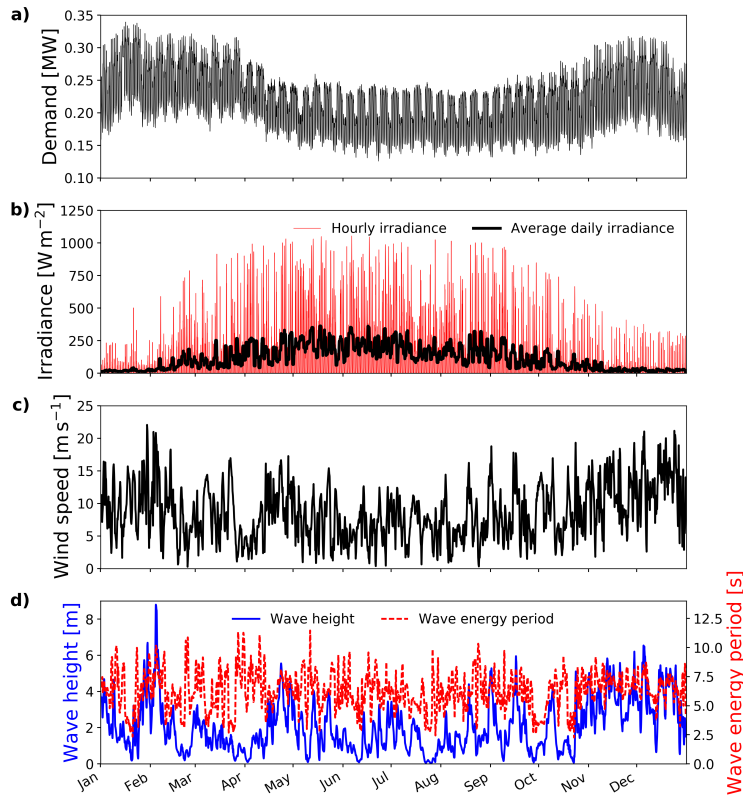 a)
Demand [MW]
0.35
0.30
0.25
0.20
0.15
0.10
b)
Irradiance [W m−2]
1250
1000
750
500
250
0
Hourly irradiance
Average daily irradiance
c)
Wind speed [m s−1]
25
20
15
10
5
0
d)
Wave height [m]
8
6
4
2
0
Wave height
Wave energy period
12.5
10.0
7.5
5.0
2.5
0.0
Wave energy period [s]
Jan Feb Mar Apr May Jun Jul Aug Sep Oct Nov Dec